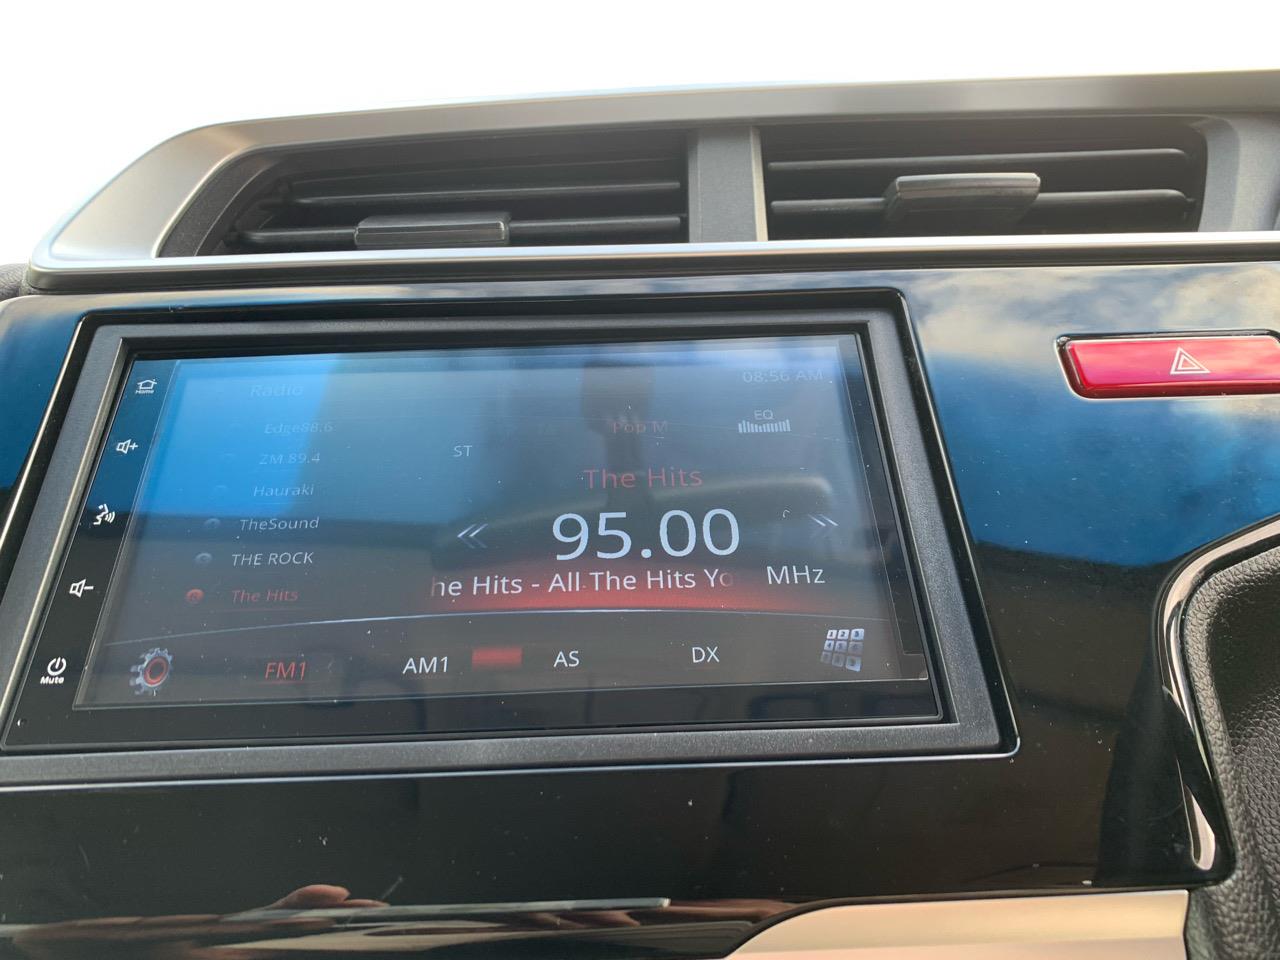 Home
Mute
Radio
08:56 AM
Edge88.6
Pop M
EQ
ZM 89.4
ST
Hauraki
The Hits
TheSound
95.00
THE ROCK
he Hits - All The Hits Yo
MHz
The Hits
FM1
AM1
AS
DX